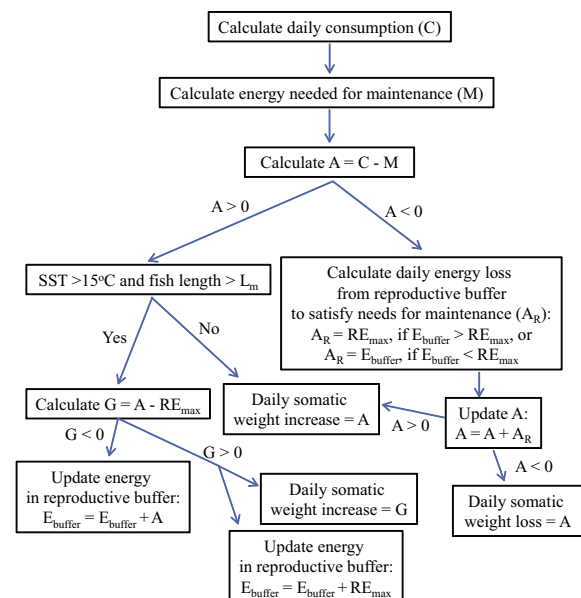 Calculate daily consumption (C)
Calculate energy needed for maintenance (M)
Calculate A = C - M
A > 0
A < 0
SST >15°C and fish length > Lm
Calculate daily energy loss
from reproductive buffer
to satisfy needs for maintenance (AR):
AR = REmax, if Ebuffer > REmax, or
AR = Ebuffer, if Ebuffer < REmax
Yes
No
Calculate G = A - REmax
Daily somatic
weight increase = A
A > 0
Update A:
A = A + AR
G < 0
G > 0
A < 0
Update energy
in reproductive buffer:
Ebuffer = Ebuffer + A
Daily somatic
weight increase = G
Daily somatic
weight loss = A
Update energy
in reproductive buffer:
Ebuffer = Ebuffer + REmax